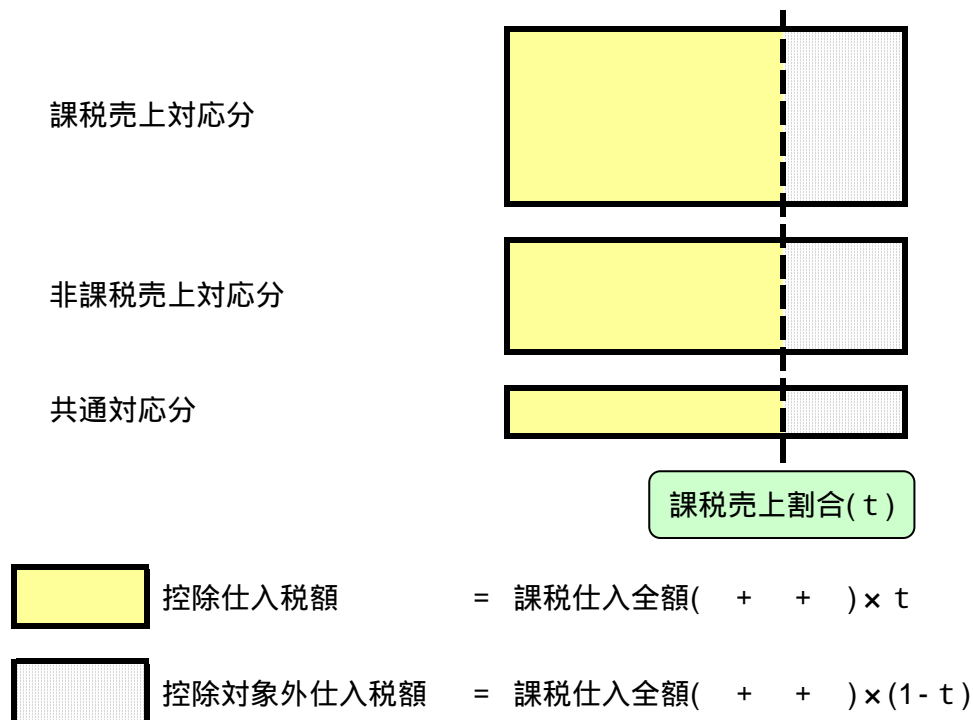 課税売上対応分
非課税売上対応分
共通対応分
課税売上割合(t)
控除仕入税額 = 課税仕入全額( + + )× t
控除対象外仕入税額 = 課税仕入全額( + + )×(1-t)